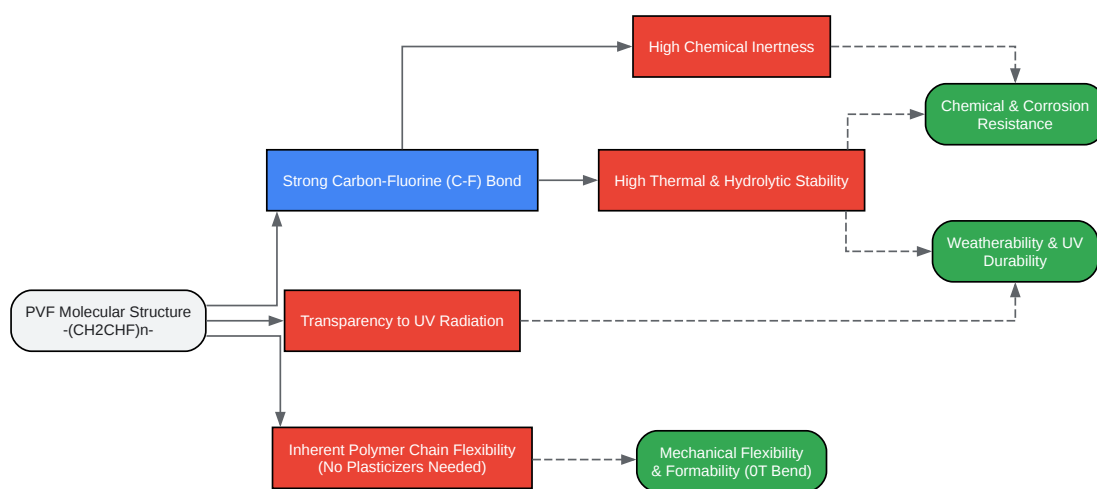 High Chemical Inertness
Chemical & Corrosion
Resistance
Strong Carbon-Fluorine (C-F) Bond
High Thermal & Hydrolytic Stability
Weatherability & UV
Durability
PVF Molecular Structure
-(CH2CHF)n-
Transparency to UV Radiation
Inherent Polymer Chain Flexibility
(No Plasticizers Needed)
Mechanical Flexibility
& Formability (0T Bend)